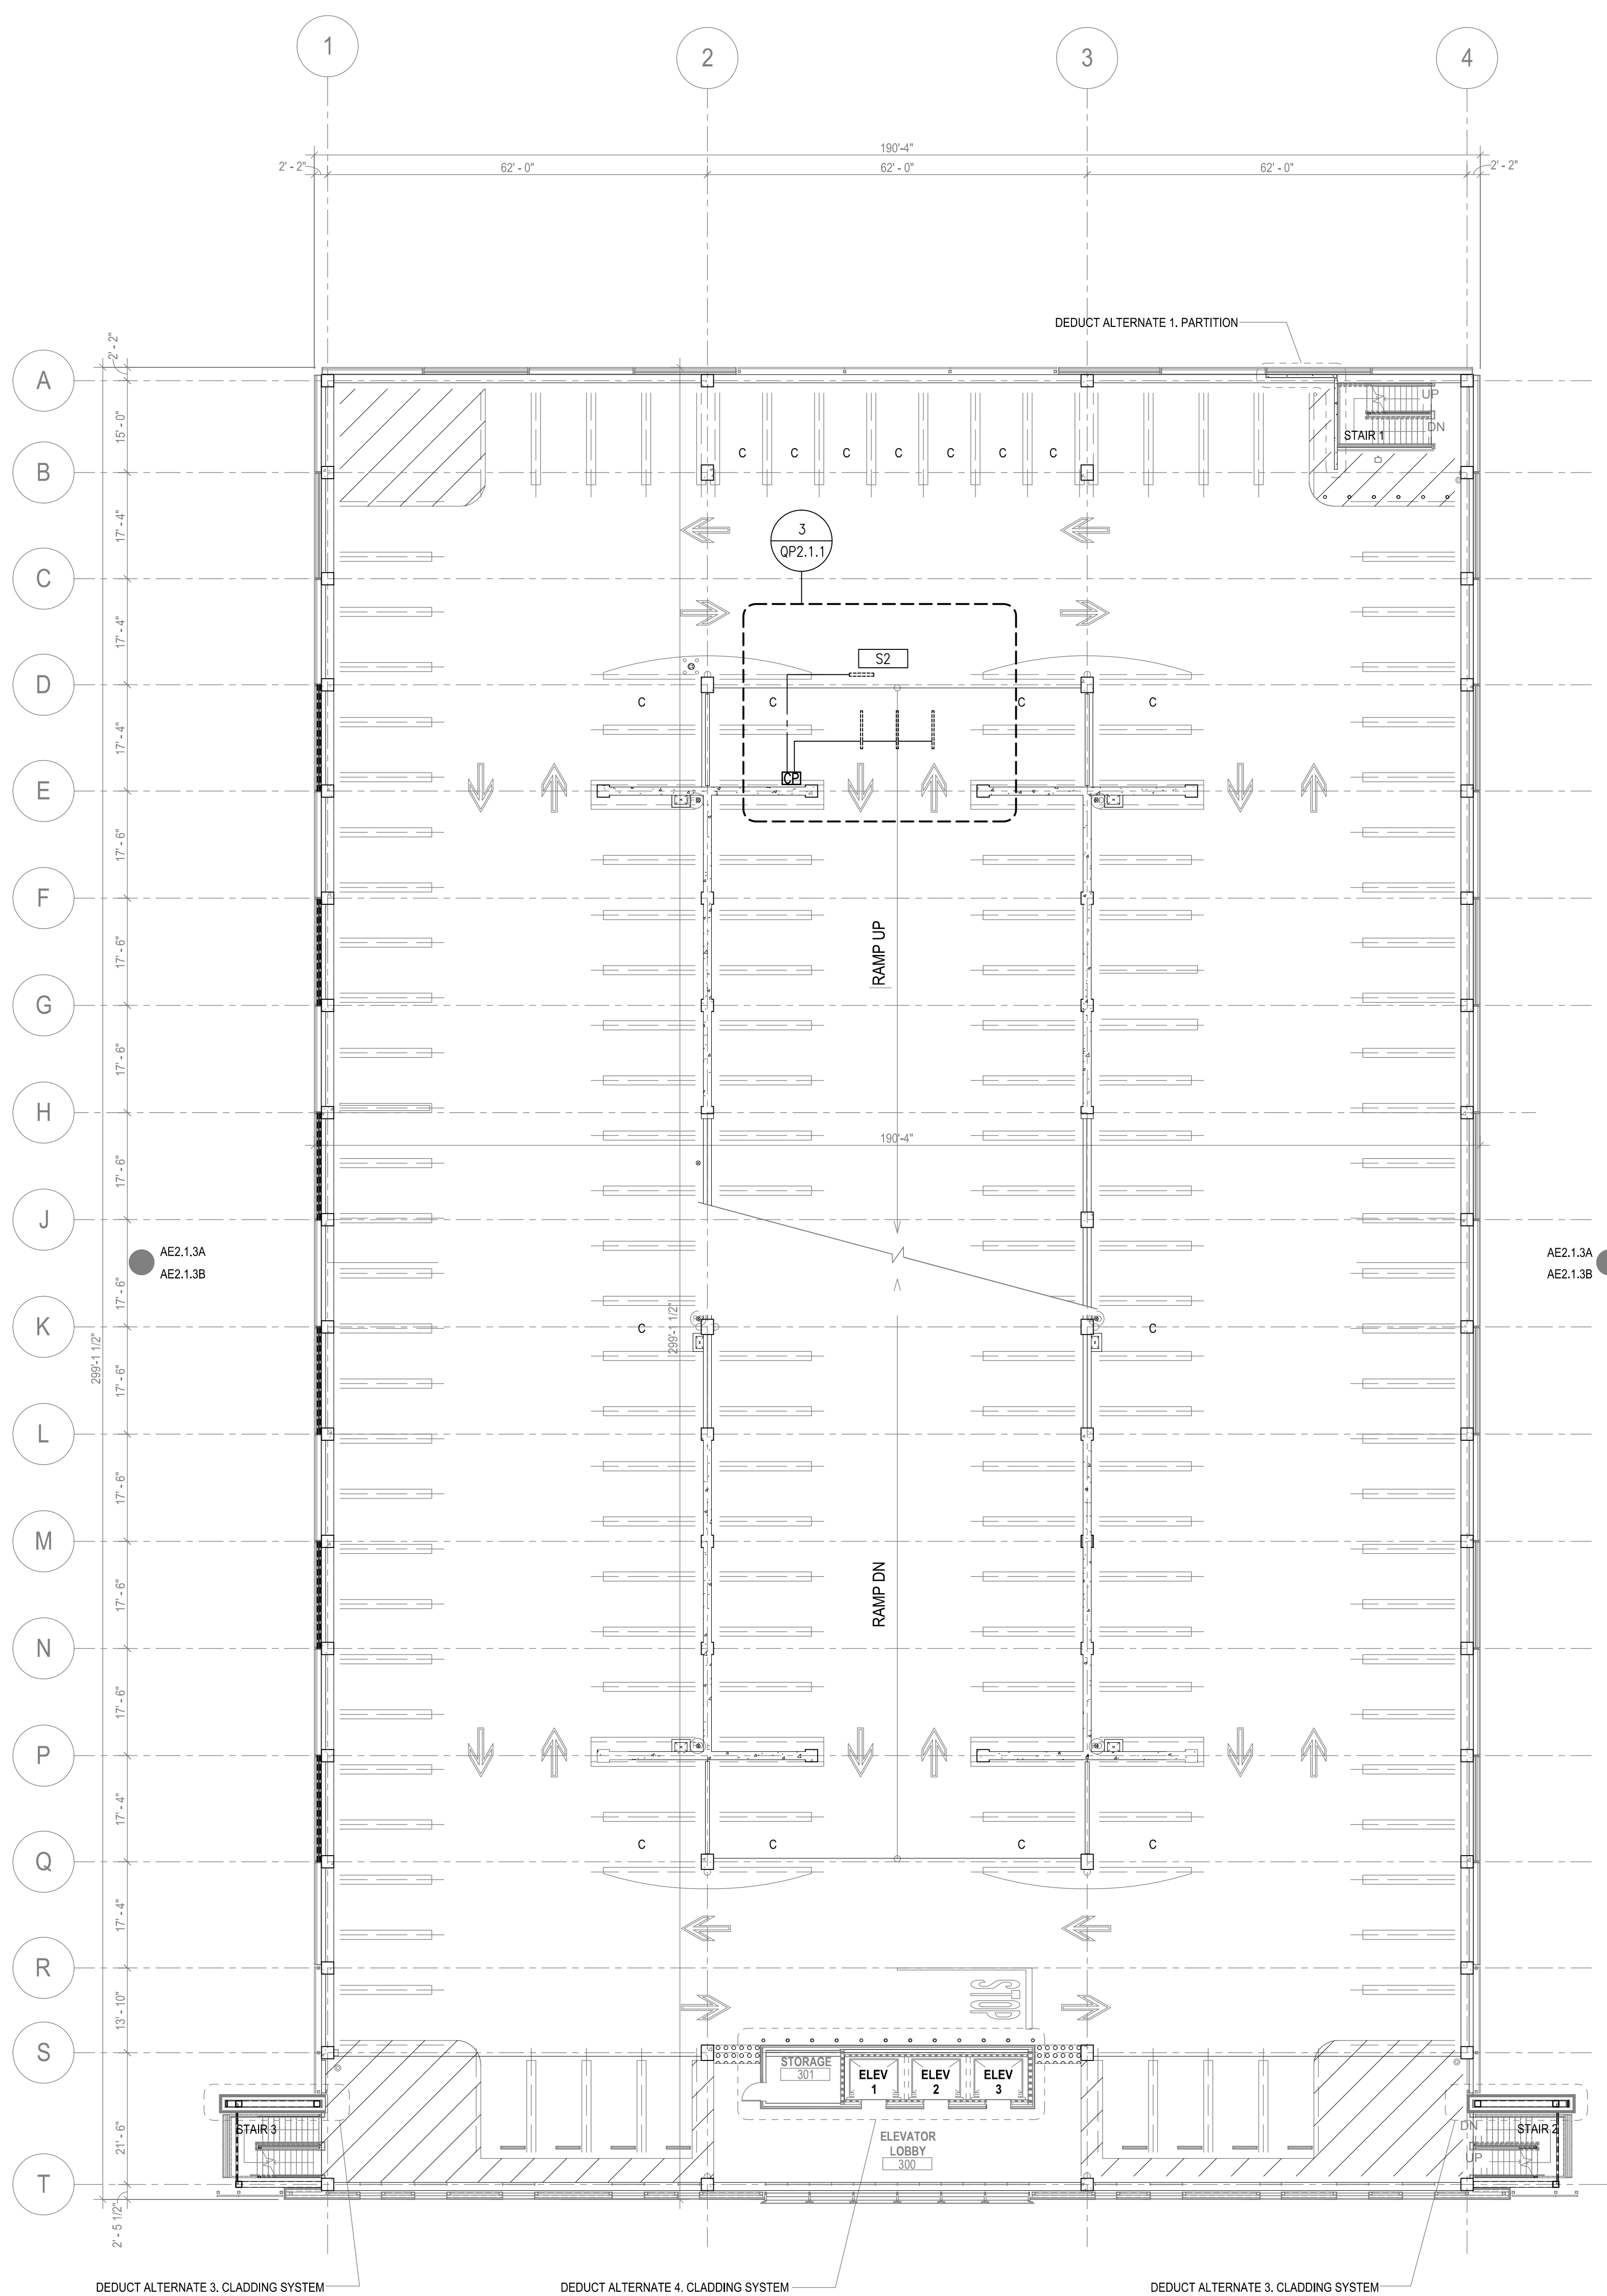 1
2
3
4
190'-4"
2' - 2"
62' - 0"
62' - 0"
62' - 0"
2' - 2"
DEDUCT ALTERNATE 1. PARTITION
2' - 2"
A
UP
DN
STAIR 1
15' - 0"
C C C C C C C
B
17' - 4"
3
QP2.1.1
C
17' - 4"
S2
D
C C C C
17' - 4"
CP
E
17' - 6"
F
17' - 6"
RAMP UP
G
17' - 6"
H
190'-4"
17' - 6"
J
AE2.1.3A
AE2.1.3B
AE2.1.3A
AE2.1.3B
17' - 6"
K
C C
299'-1 1/2"
299'-1 1/2"
17' - 6"
L
17' - 6"
M
17' - 6"
RAMP DN
N
17' - 6"
P
17' - 4"
C C C C
Q
17' - 4"
R
STOP
13' - 10"
S
STORAGE
301
ELEV
1
ELEV
2
ELEV
3
STAIR 3
DN
STAIR 2
UP
21' - 6"
ELEVATOR
LOBBY
300
T
2' - 5 1/2"
DEDUCT ALTERNATE 3. CLADDING SYSTEM
DEDUCT ALTERNATE 4. CLADDING SYSTEM
DEDUCT ALTERNATE 3. CLADDING SYSTEM